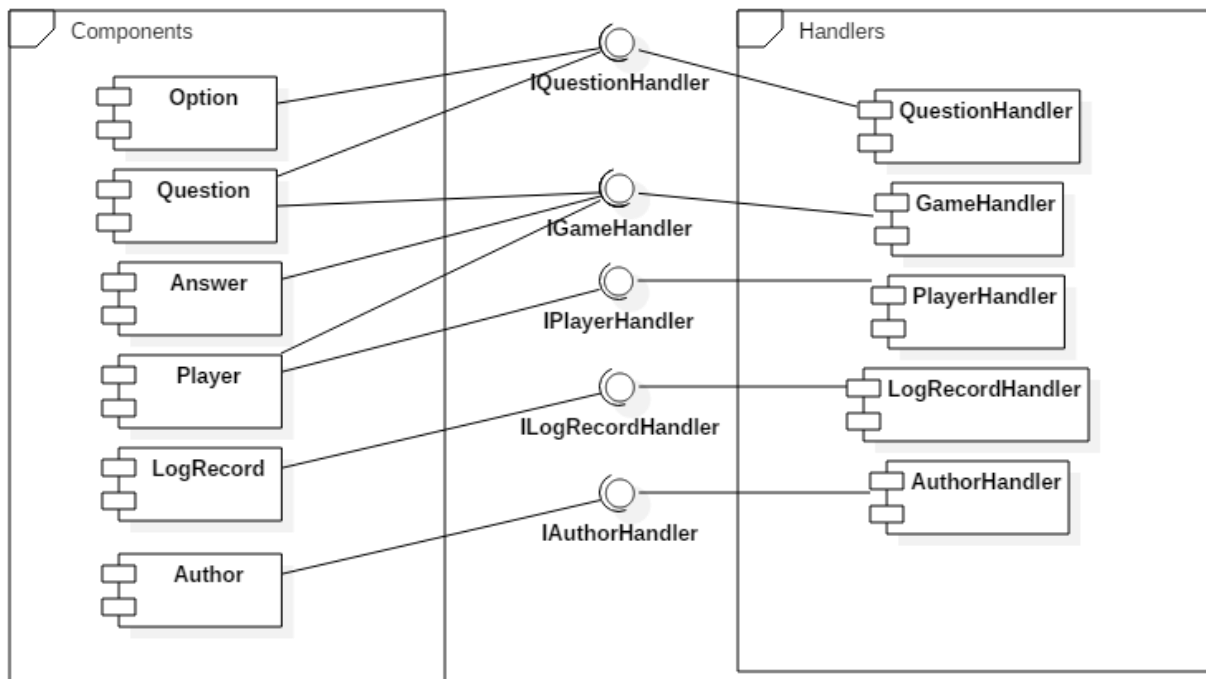 Components
Option
Question
Answer
Player
LogRecord
Author
IQuestionHandler
IGameHandler
IPlayerHandler
ILogRecordHandler
IAuthorHandler
Handlers
QuestionHandler
GameHandler
PlayerHandler
LogRecordHandler
AuthorHandler